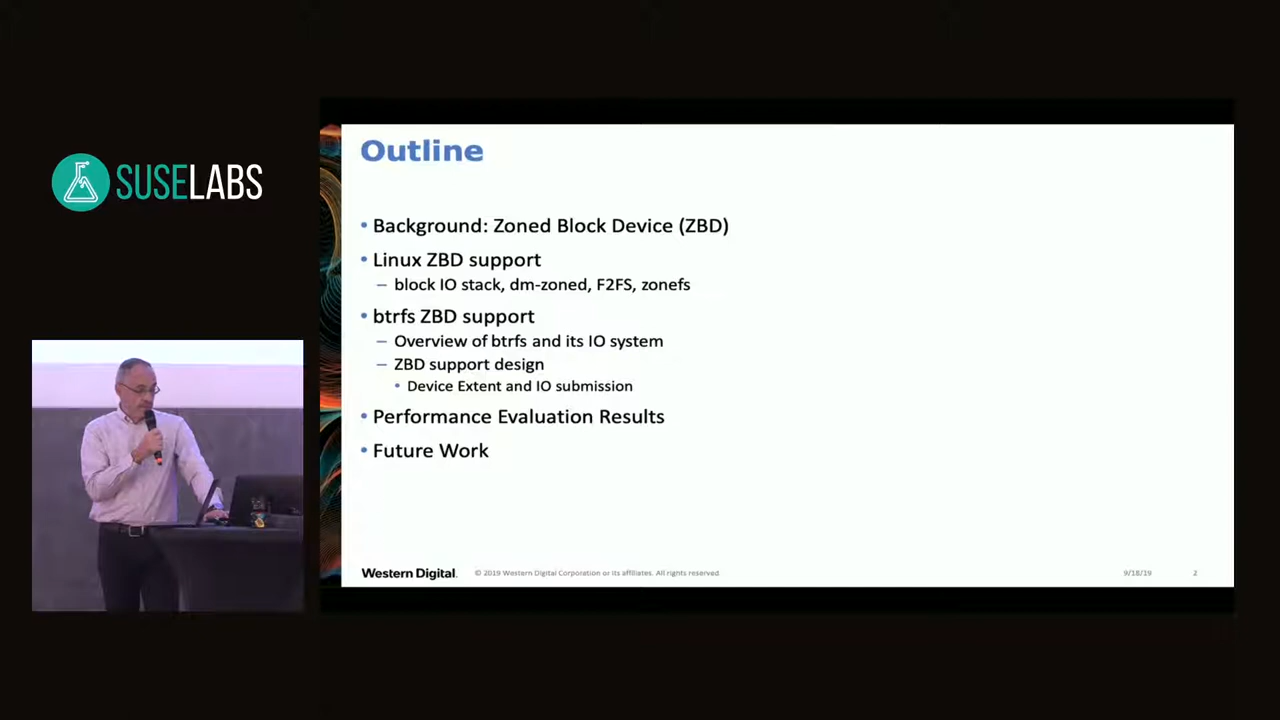 SUSELABS
Outline
• Background: Zoned Block Device (ZBD)
• Linux ZBD support
– block IO stack, dm-zoned, F2FS, zonefs
• btrfs ZBD support
– Overview of btrfs and its IO system
– ZBD support design
• Device Extent and IO submission
• Performance Evaluation Results
• Future Work
Western Digital. © 2019 Western Digital Corporation or its affiliates. All rights reserved. 9/18/19 2